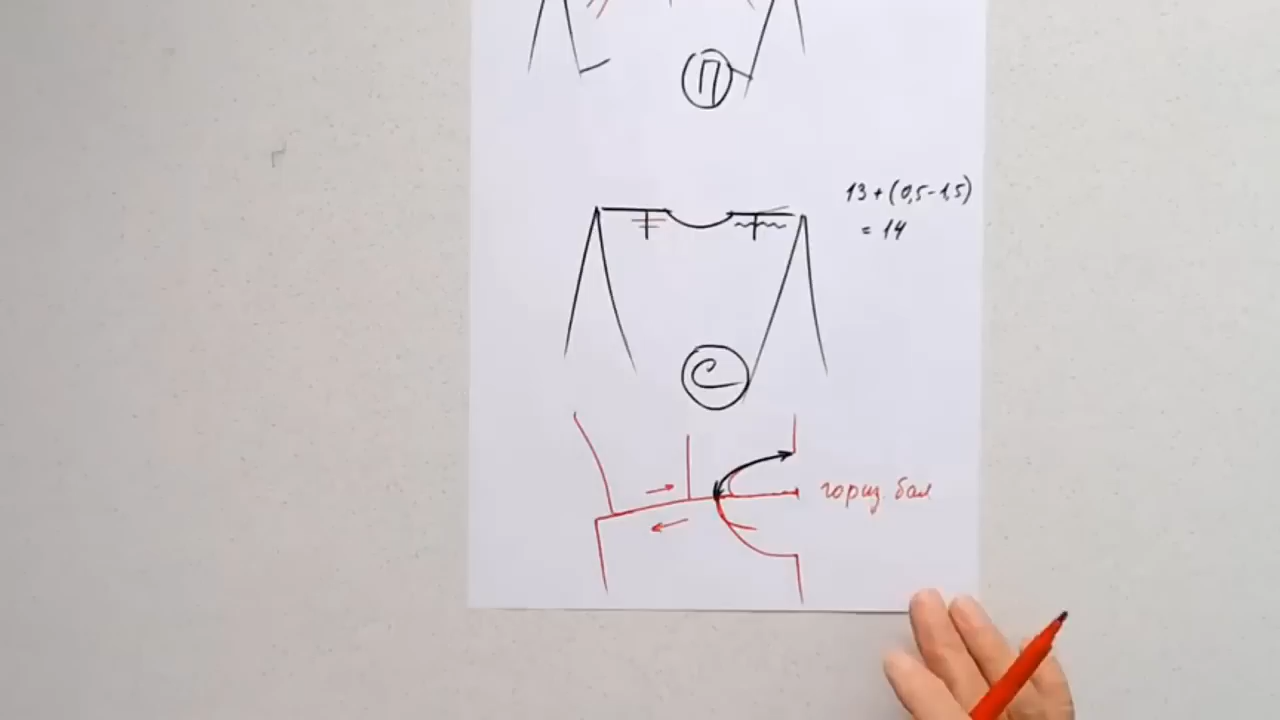 П
13 + (0,5 - 1,5)
= 14
С
гориз. бал